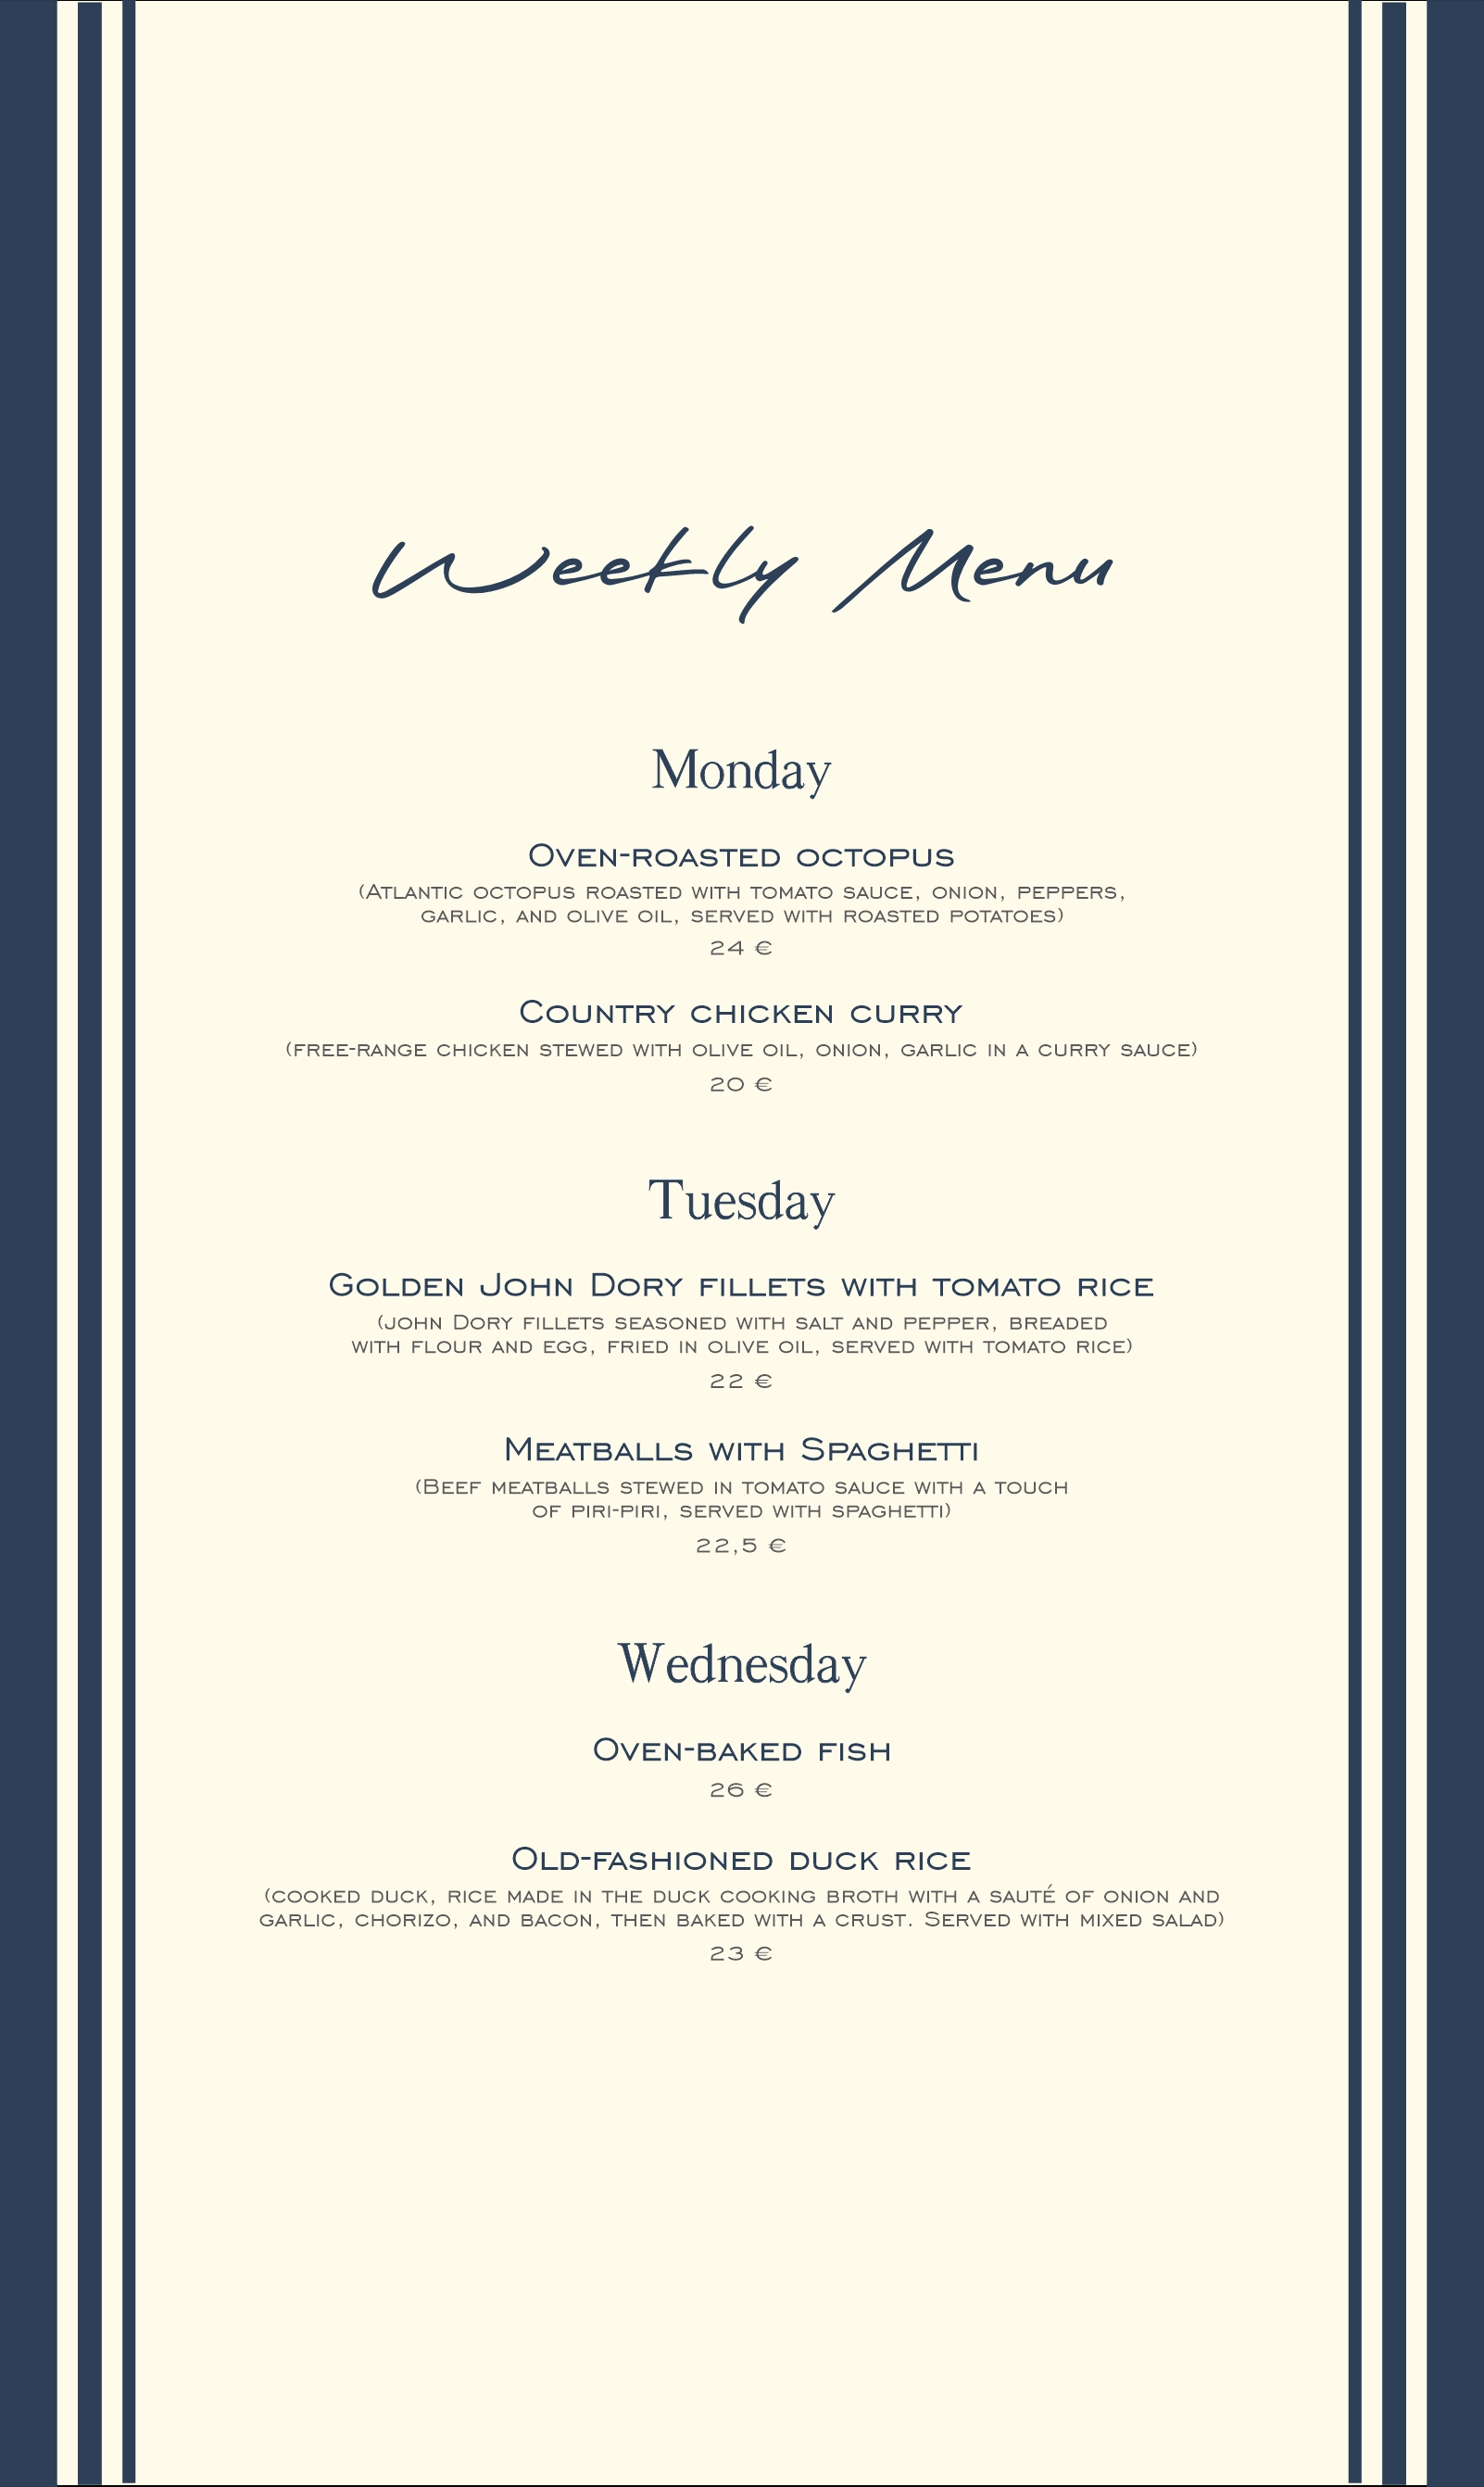 Weekly Menu
Monday
Oven-roasted octopus
(Atlantic octopus roasted with tomato sauce, onion, peppers,
garlic, and olive oil, served with roasted potatoes)
24 €
Country chicken curry
(free-range chicken stewed with olive oil, onion, garlic in a curry sauce)
20 €
Tuesday
Golden John Dory fillets with tomato rice
(john Dory fillets seasoned with salt and pepper, breaded
with flour and egg, fried in olive oil, served with tomato rice)
22 €
Meatballs with Spaghetti
(Beef meatballs stewed in tomato sauce with a touch
of piri-piri, served with spaghetti)
22,5 €
Wednesday
Oven-baked fish
26 €
Old-fashioned duck rice
(cooked duck, rice made in the duck cooking broth with a sauté of onion and
garlic, chorizo, and bacon, then baked with a crust. Served with mixed salad)
23 €